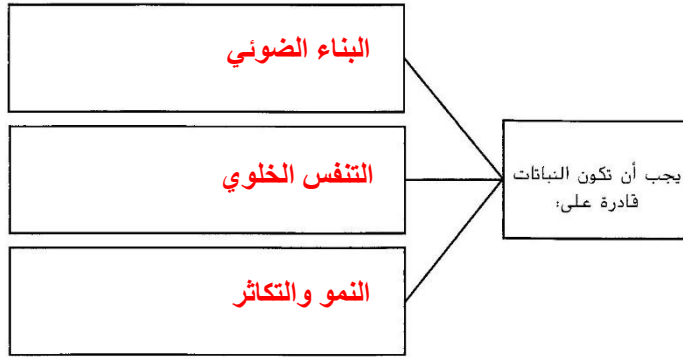 يجب أن تكون النباتات
قادرة على:
البناء الضوئي
التنفس الخلوي
النمو والتكاثر